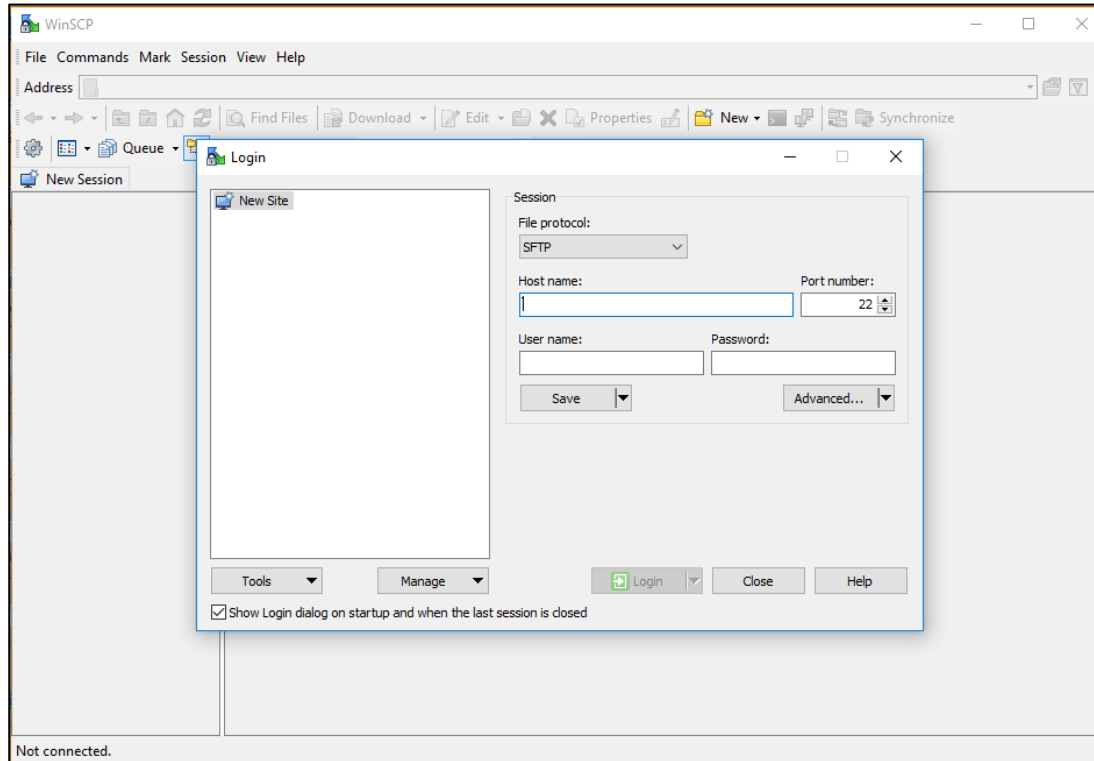 WinSCP
File Commands Mark Session View Help
Address
Find Files Download Edit Properties New Synchronize
Queue
New Session
Login
New Site
Session
File protocol:
SFTP
Host name:
Port number:
22
User name:
Password:
Save
Advanced...
Tools
Manage
Login
Close
Help
Show Login dialog on startup and when the last session is closed
Not connected.